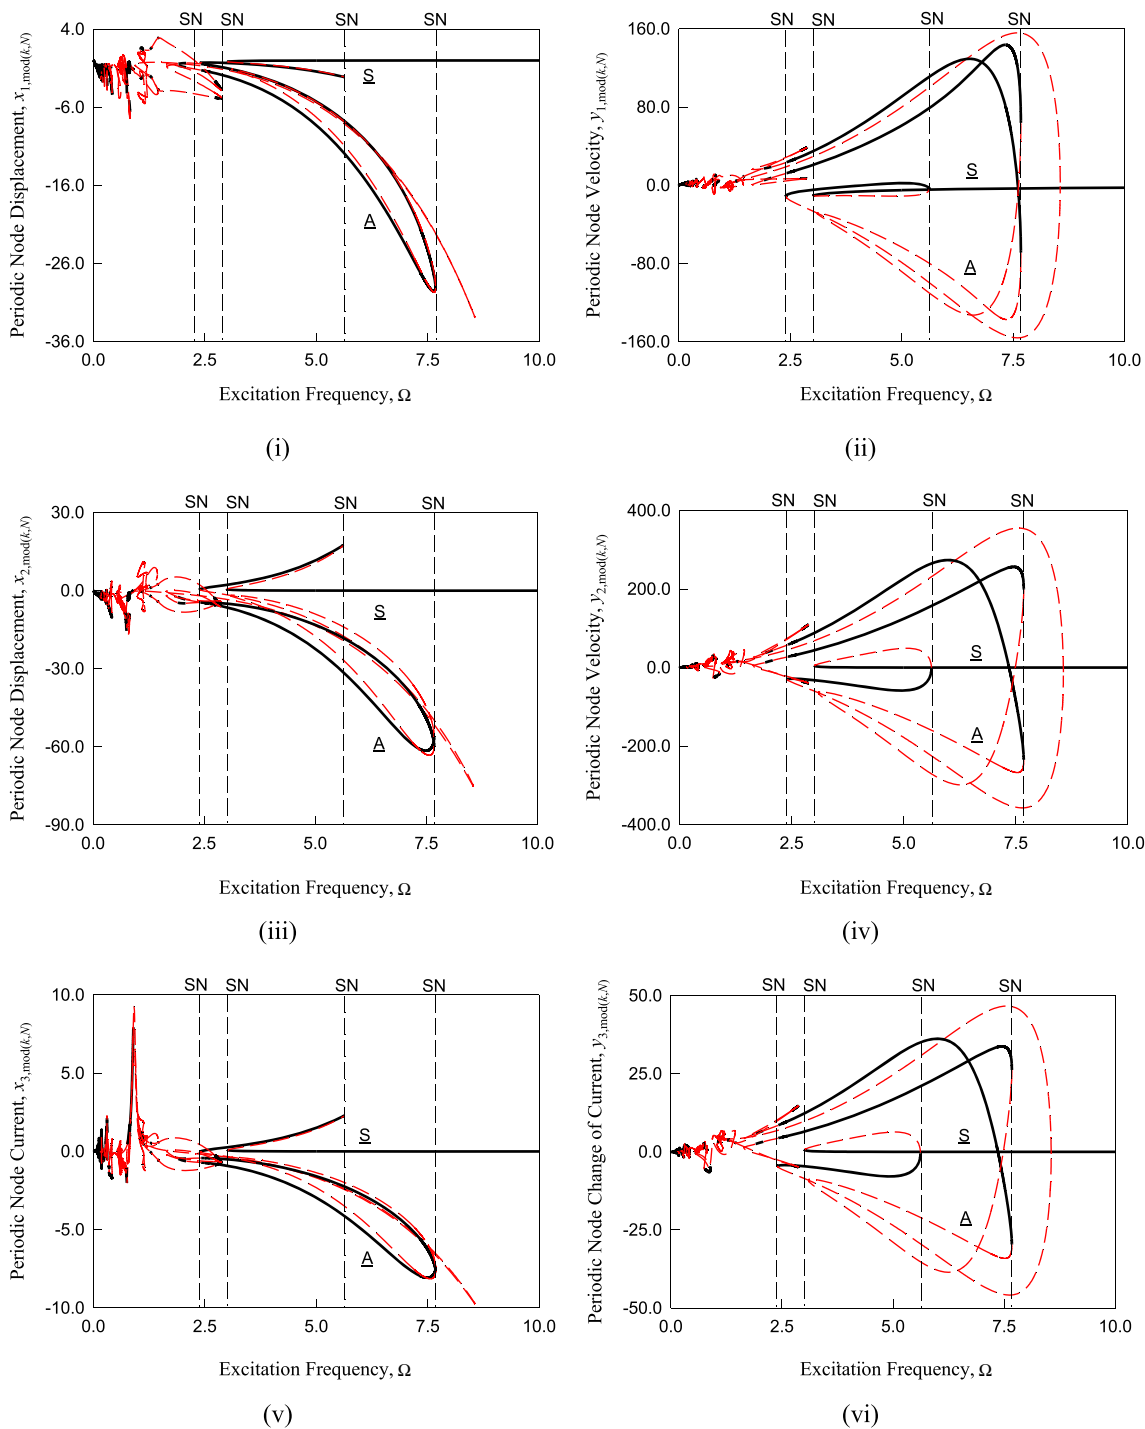 SN SN SN SN
4.0
-6.0
-16.0
-26.0
-36.0
0.0 2.5 5.0 7.5 10.0
Periodic Node Displacement, x1,mod(k,N)
S
A
Excitation Frequency, Ω
(i)
SN SN SN SN
160.0
80.0
0.0
-80.0
-160.0
0.0 2.5 5.0 7.5 10.0
Periodic Node Velocity, y1,mod(k,N)
S
A
Excitation Frequency, Ω
(ii)
SN SN SN SN
30.0
0.0
-30.0
-60.0
-90.0
0.0 2.5 5.0 7.5 10.0
Periodic Node Displacement, x2,mod(k,N)
S
A
Excitation Frequency, Ω
(iii)
SN SN SN SN
400.0
200.0
0.0
-200.0
-400.0
0.0 2.5 5.0 7.5 10.0
Periodic Node Velocity, y2,mod(k,N)
S
A
Excitation Frequency, Ω
(iv)
SN SN SN SN
10.0
5.0
0.0
-5.0
-10.0
0.0 2.5 5.0 7.5 10.0
Periodic Node Current, x3,mod(k,N)
S
A
Excitation Frequency, Ω
(v)
SN SN SN SN
50.0
25.0
0.0
-25.0
-50.0
0.0 2.5 5.0 7.5 10.0
Periodic Node Change of Current, y3,mod(k,N)
S
A
Excitation Frequency, Ω
(vi)